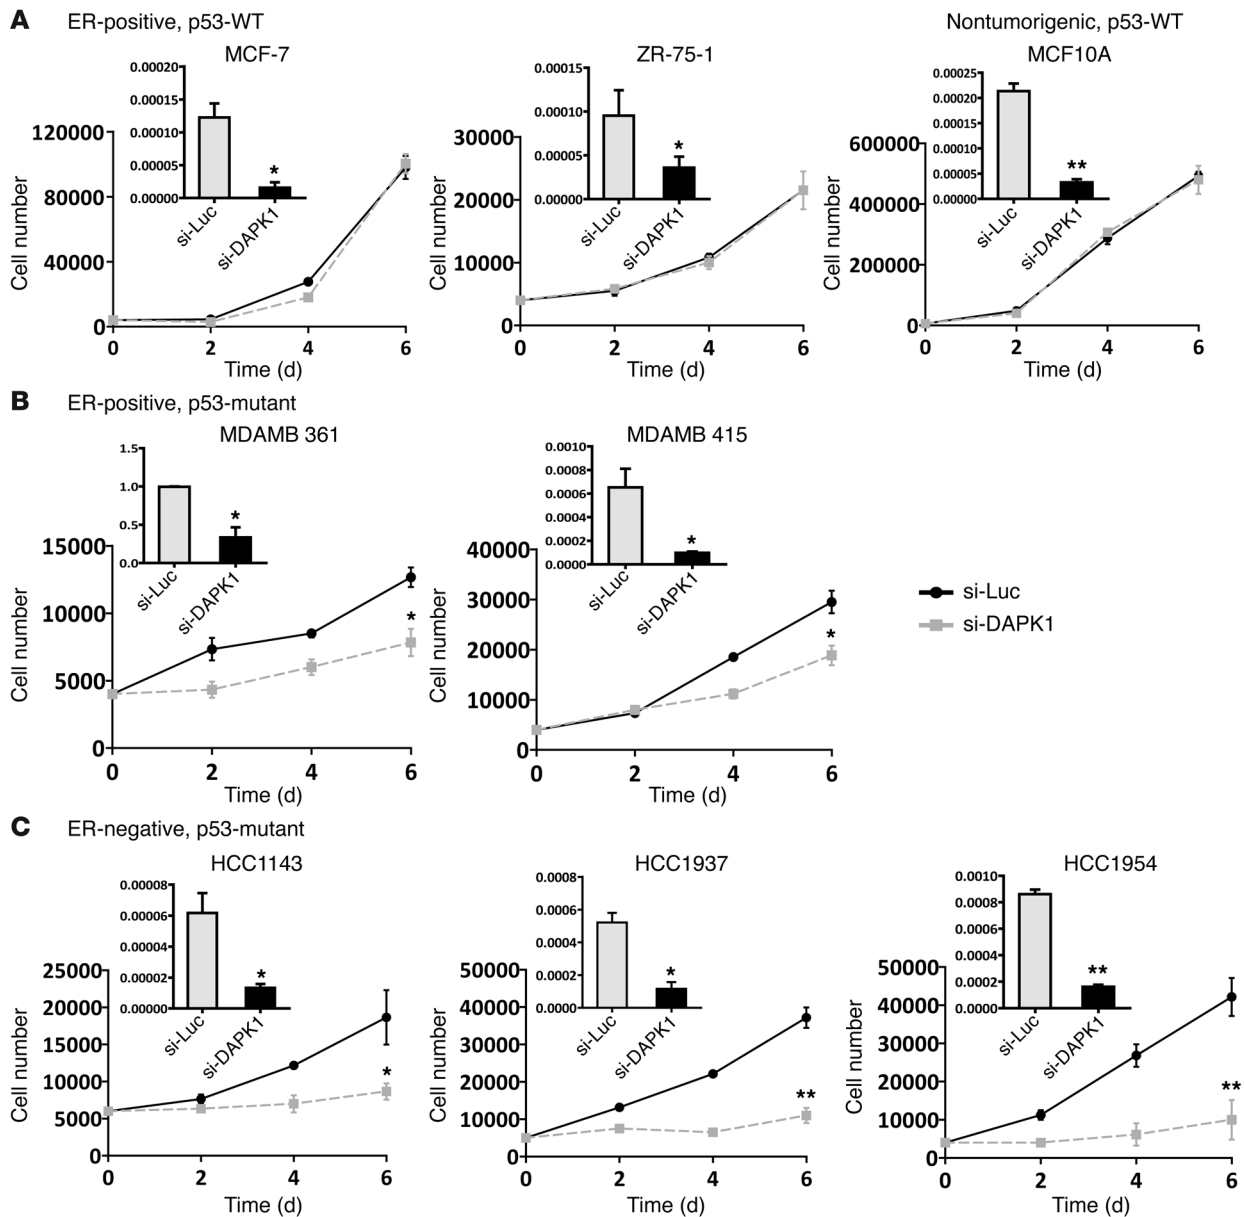 A ER-positive, p53-WT Nontumorigenic, p53-WT
MCF-7
0.00020
0.00015
0.00010
0.00005
0.00000
*
si-Luc
si-DAPK1
120000
80000
40000
0
Cell number
0 2 4 6
Time (d)
ZR-75-1
0.00015
0.00010
0.00005
0.00000
*
si-Luc
si-DAPK1
30000
20000
10000
0
Cell number
0 2 4 6
Time (d)
MCF10A
0.00025
0.00020
0.00015
0.00010
0.00005
0.00000
**
si-Luc
si-DAPK1
600000
400000
200000
0
Cell number
0 2 4 6
Time (d)
B ER-positive, p53-mutant
MDAMB 361
1.5
1.0
0.5
0.0
*
si-Luc
si-DAPK1
15000
10000
5000
0
Cell number
*
0 2 4 6
Time (d)
MDAMB 415
0.0010
0.0008
0.0006
0.0004
0.0002
0.0000
*
si-Luc
si-DAPK1
40000
30000
20000
10000
0
Cell number
*
0 2 4 6
Time (d)
si-Luc
si-DAPK1
C ER-negative, p53-mutant
HCC1143
0.00008
0.00006
0.00004
0.00002
0.00000
*
si-Luc
si-DAPK1
25000
20000
15000
10000
5000
0
Cell number
*
0 2 4 6
Time (d)
HCC1937
0.0008
0.0006
0.0004
0.0002
0.0000
*
si-Luc
si-DAPK1
50000
40000
30000
20000
10000
0
Cell number
**
0 2 4 6
Time (d)
HCC1954
0.0010
0.0008
0.0006
0.0004
0.0002
0.0000
**
si-Luc
si-DAPK1
50000
40000
30000
20000
10000
0
Cell number
**
0 2 4 6
Time (d)